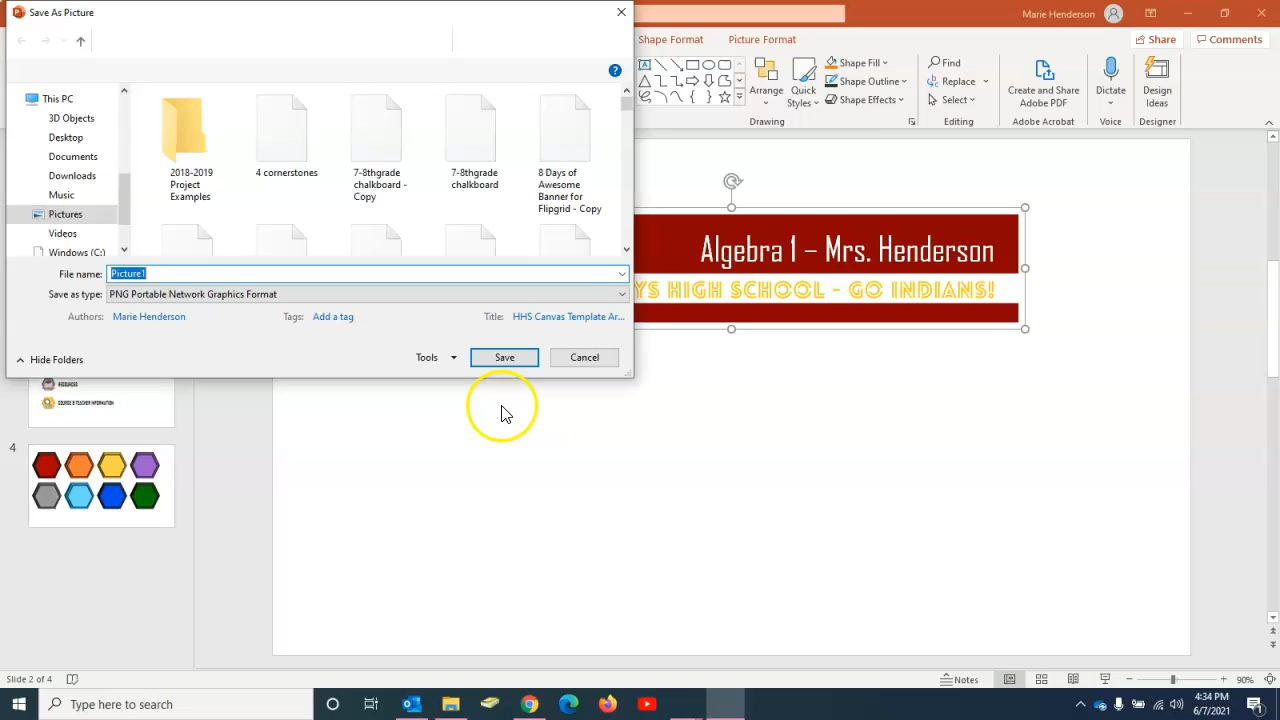 Save As Picture
Marie Henderson
Shape Format
Picture Format
Share
Comments
Shape Fill
Shape Outline
Shape Effects
Arrange
Quick
Styles
Find
Replace
Select
Create and Share
Adobe PDF
Dictate
Design
Ideas
Drawing
Editing
Adobe Acrobat
Voice
Designer
This PC
3D Objects
Desktop
Documents
Downloads
Music
Pictures
Videos
Windows (C:)
2018-2019
Project
Examples
4 cornerstones
7-8thgrade
chalkboard -
Copy
7-8thgrade
chalkboard
8 Days of
Awesome
Banner for
Flipgrid - Copy
File name:
Picture1
Save as type:
PNG Portable Network Graphics Format
Authors:
Marie Henderson
Tags:
Add a tag
Title:
HHS Canvas Template Ar...
Hide Folders
Tools
Save
Cancel
Algebra 1 – Mrs. Henderson
YS HIGH SCHOOL - GO INDIANS!
RESOURCES
COURSE & TEACHER INFORMATION
4
Slide 2 of 4
Notes
90%
Type here to search
4:34 PM
6/7/2021